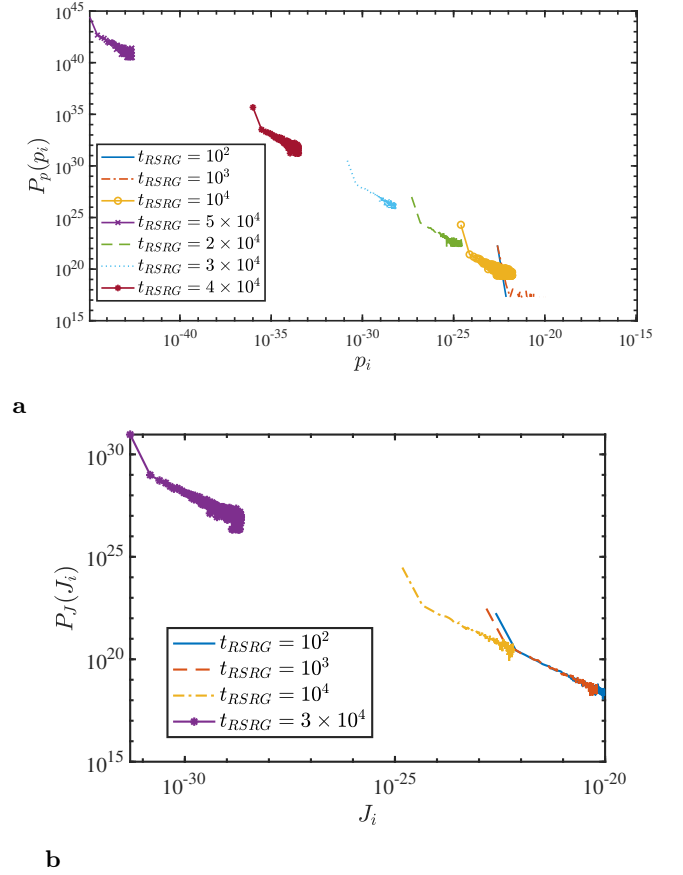 10^45
10^40
10^35
10^30
10^25
10^20
10^15
P_p(p_i)
t_RSRG = 10^2
t_RSRG = 10^3
t_RSRG = 10^4
t_RSRG = 5 × 10^4
t_RSRG = 2 × 10^4
t_RSRG = 3 × 10^4
t_RSRG = 4 × 10^4
10^-40 10^-35 10^-30 10^-25 10^-20 10^-15
p_i
a
10^30
10^25
10^20
10^15
P_J(J_i)
t_RSRG = 10^2
t_RSRG = 10^3
t_RSRG = 10^4
t_RSRG = 3 × 10^4
10^-30 10^-25 10^-20
J_i
b